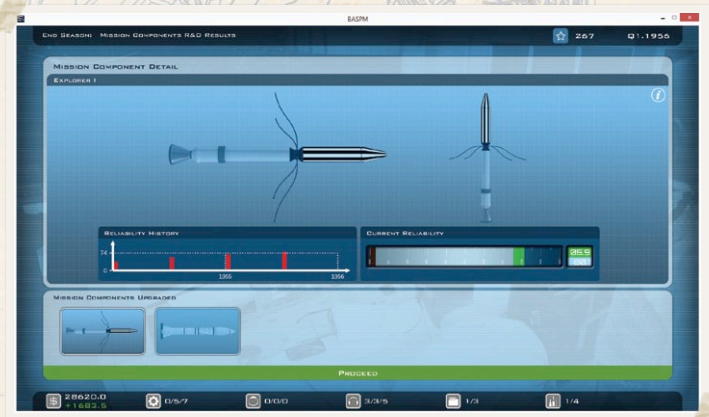 BASPM
End Season: Mission Components R&D Results
267
Q1.1956
Mission Component Detail
Explorer I
i
Reliability History
74
0
1955
1956
Current Reliability
Mission Components Upgraded
Proceed
$
28620.0
+1683.5
0/5/7
0/0/0
3/3/5
1/3
1/4